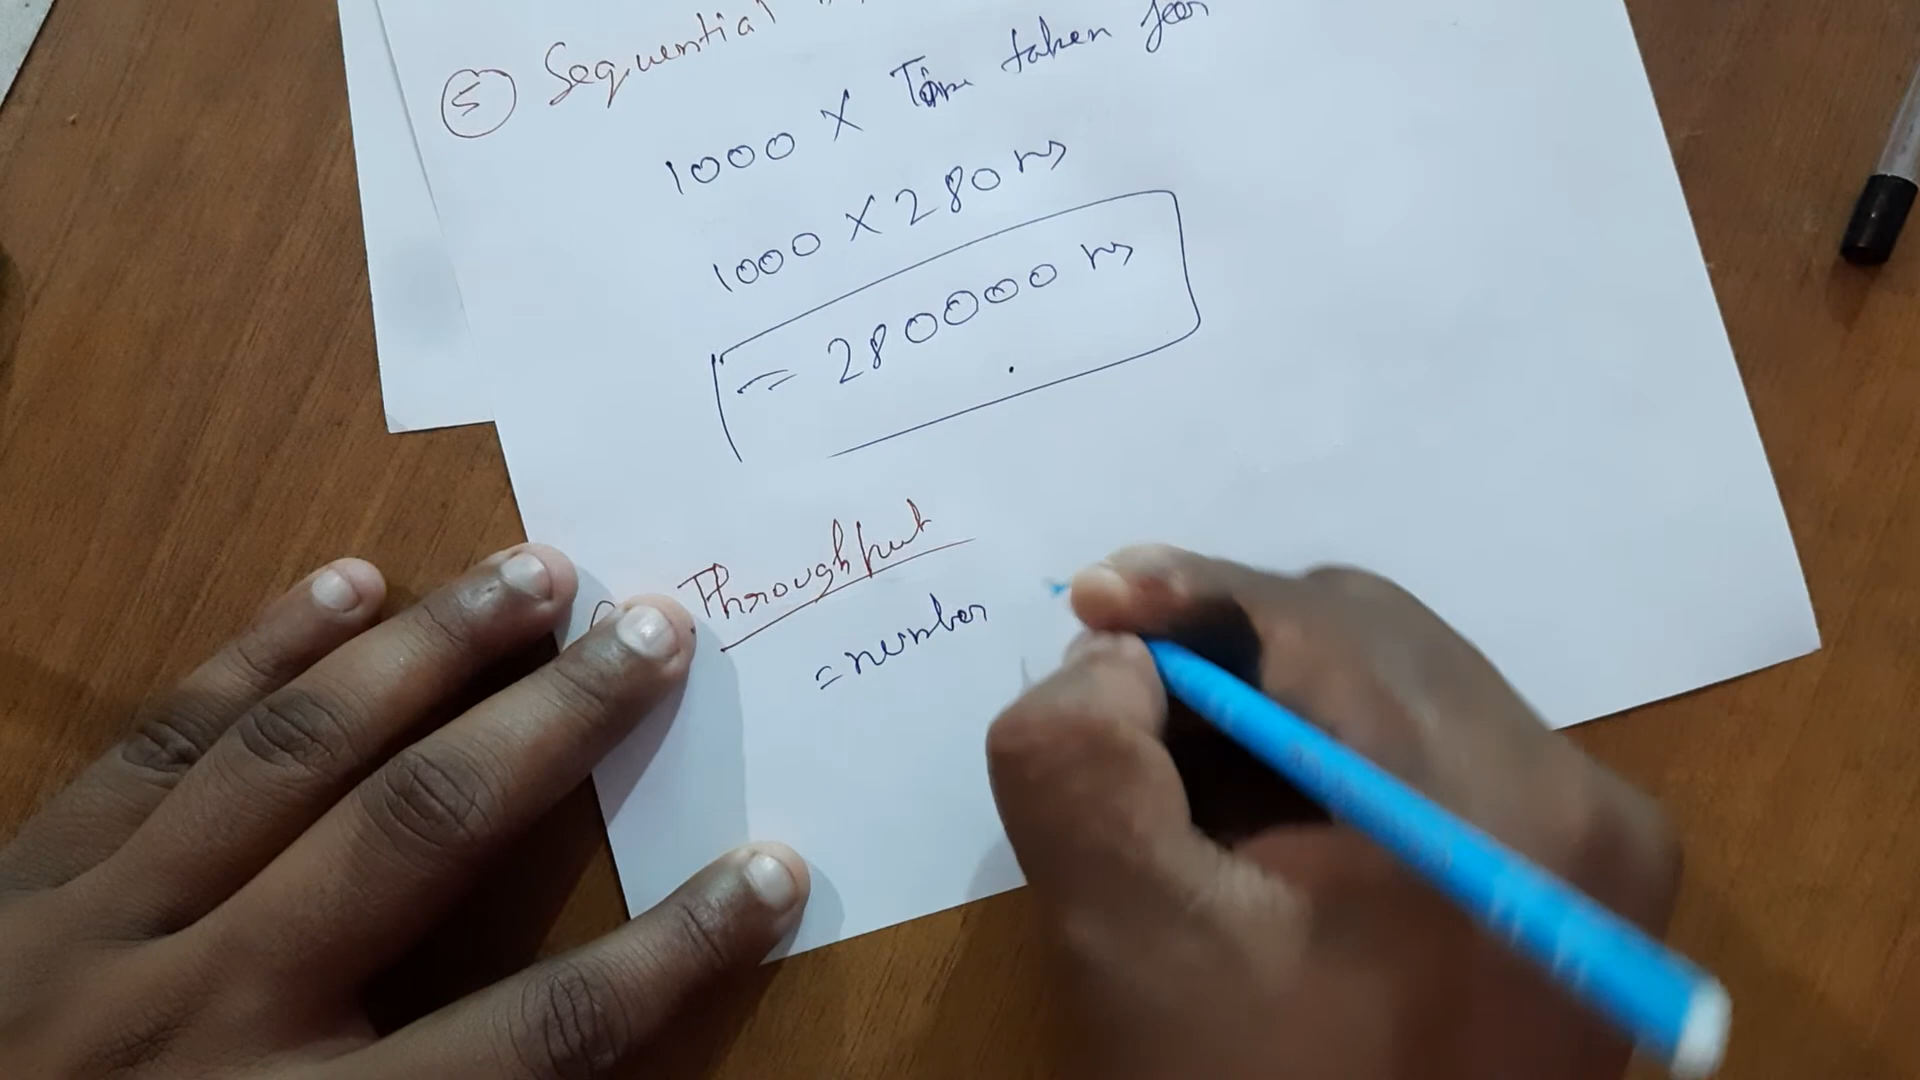 5 Sequential
1000 X Time taken for
1000 X 280 ns
= 280000 ns
Throughput
= number